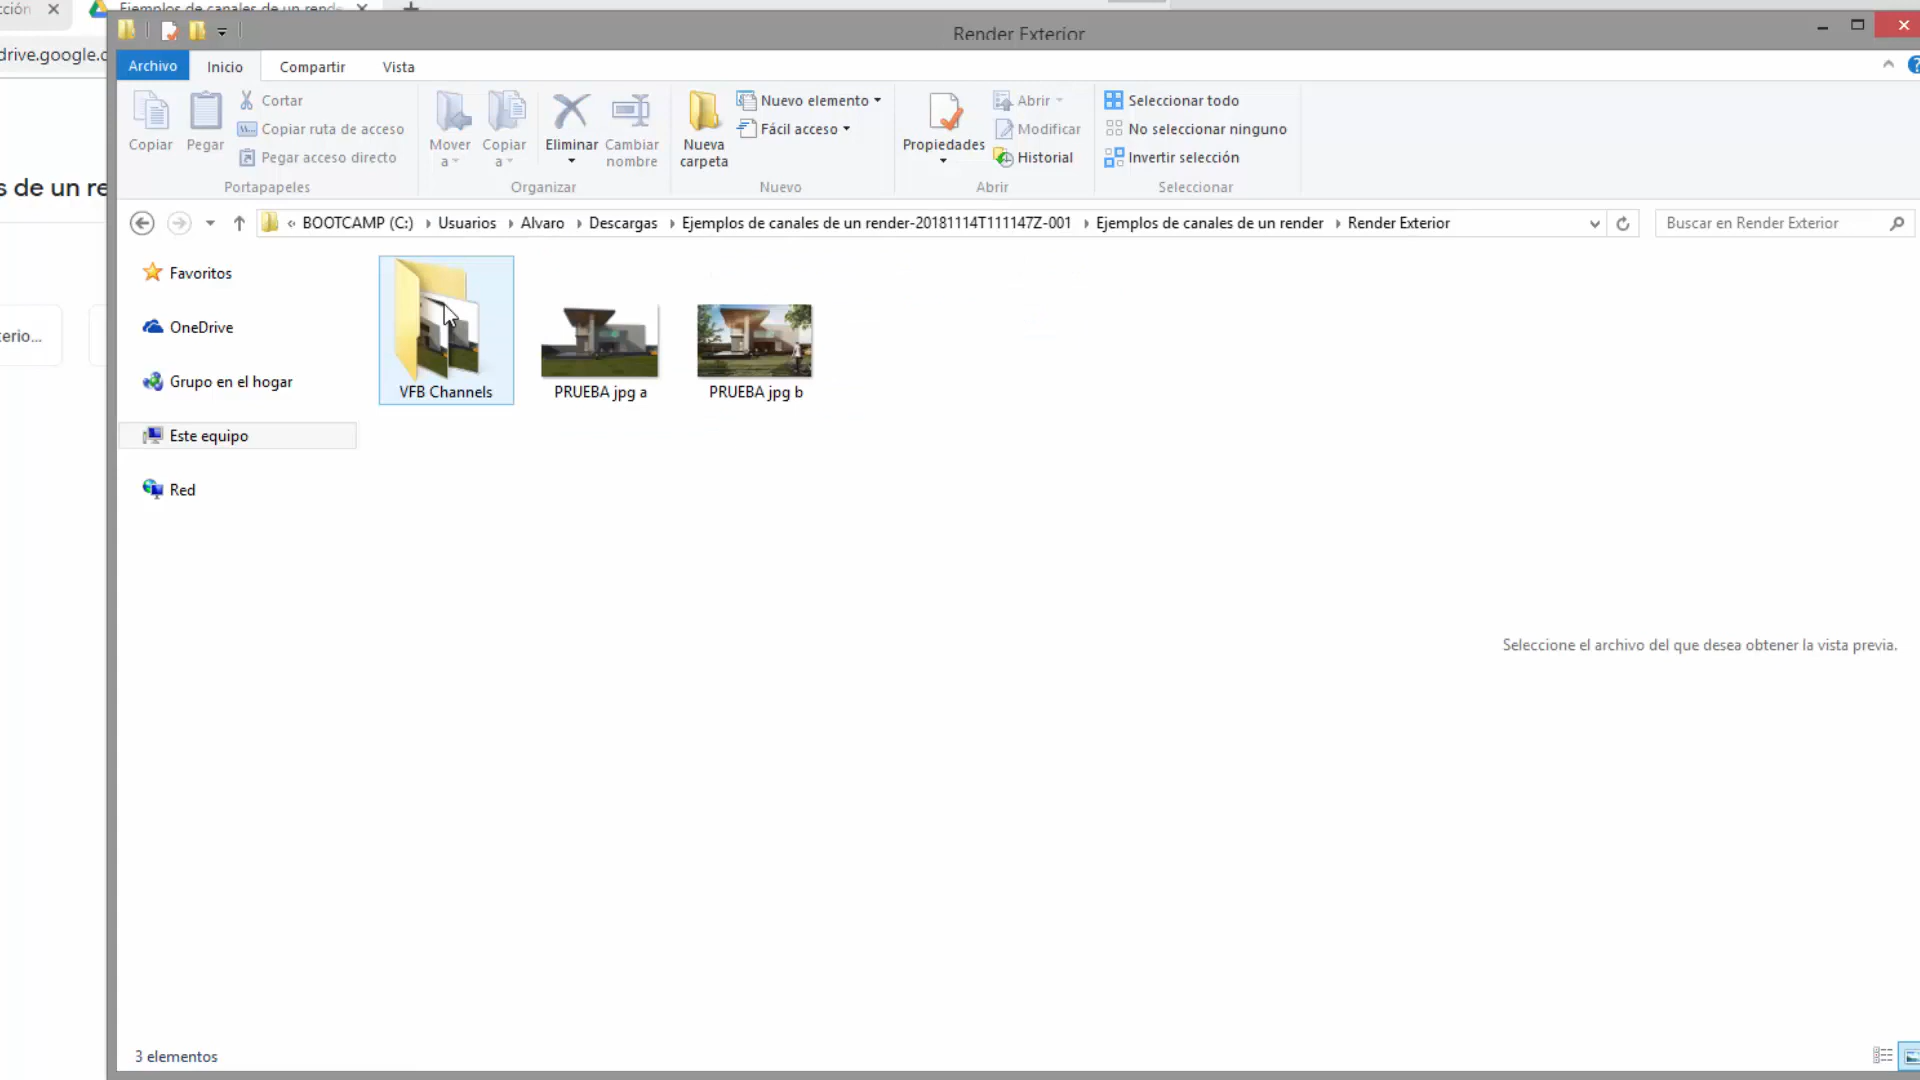 cción
Ejemplos de un rende
drive.google.c
s de un re
erio...
Render Exterior
Archivo
Inicio
Compartir
Vista
Copiar
Pegar
Cortar
Copiar ruta de acceso
Pegar acceso directo
Portapapeles
Mover
a
Copiar
a
Eliminar
Cambiar
nombre
Organizar
Nueva
carpeta
Nuevo elemento
Fácil acceso
Nuevo
Propiedades
Abrir
Modificar
Historial
Abrir
Seleccionar todo
No seleccionar ninguno
Invertir selección
Seleccionar
« BOOTCAMP (C:) Usuarios Alvaro Descargas Ejemplos de canales de un render-20181114T111147Z-001 Ejemplos de canales de un render Render Exterior
Buscar en Render Exterior
Favoritos
OneDrive
Grupo en el hogar
Este equipo
Red
VFB Channels
PRUEBA jpg a
PRUEBA jpg b
Seleccione el archivo del que desea obtener la vista previa.
3 elementos